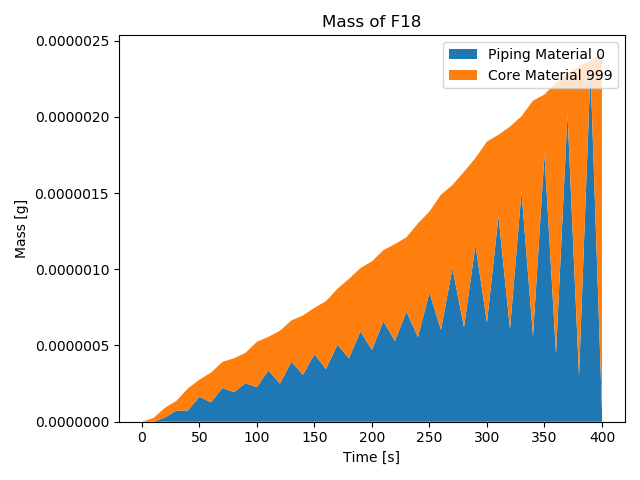 Mass of F18
Piping Material 0
Core Material 999
0.0000025
0.0000020
0.0000015
0.0000010
0.0000005
0.0000000
Mass [g]
0 50 100 150 200 250 300 350 400
Time [s]